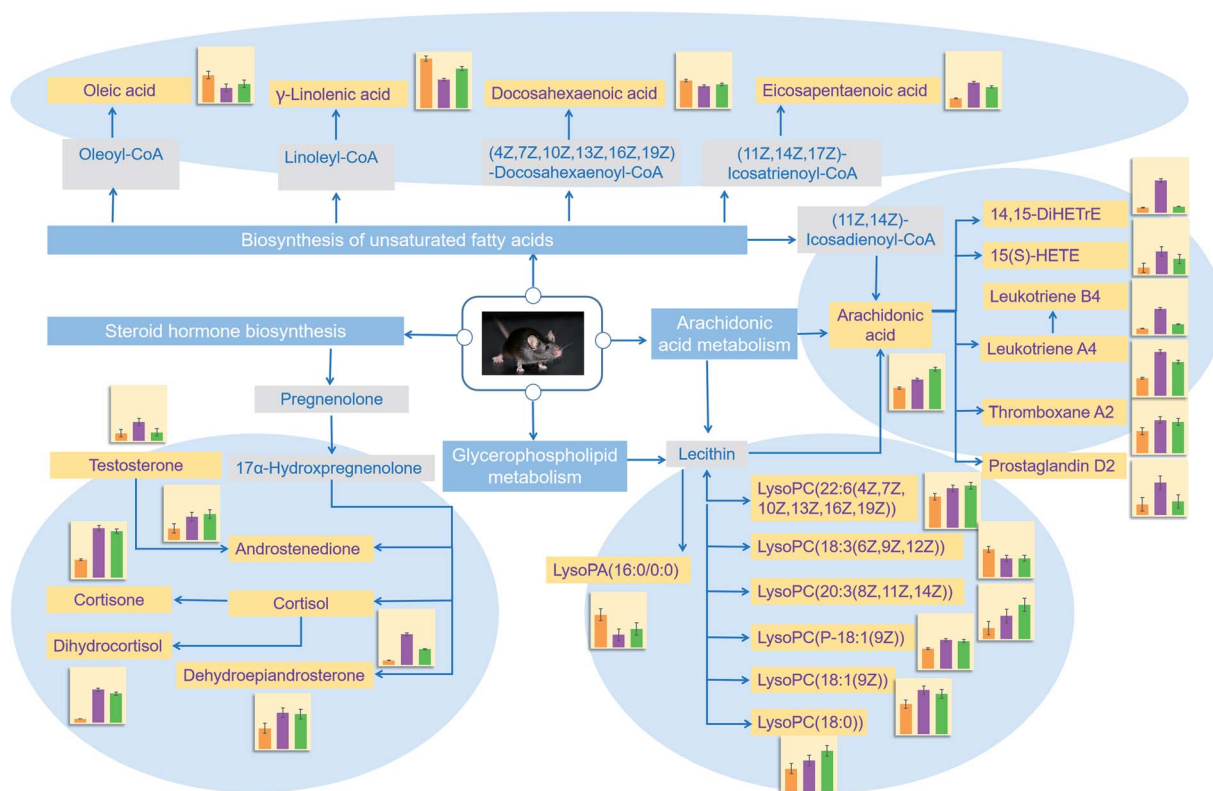 Oleic acid
γ-Linolenic acid
Docosahexaenoic acid
Eicosapentaenoic acid
Oleoyl-CoA
Linoleyl-CoA
(4Z,7Z,10Z,13Z,16Z,19Z)
-Docosahexaenoyl-CoA
(11Z,14Z,17Z)-
Icosatrienoyl-CoA
Biosynthesis of unsaturated fatty acids
(11Z,14Z)-
Icosadienoyl-CoA
14,15-DiHETrE
15(S)-HETE
Leukotriene B4
Leukotriene A4
Thromboxane A2
Prostaglandin D2
Steroid hormone biosynthesis
Arachidonic
acid metabolism
Arachidonic
acid
Pregnenolone
17α-Hydroxpregnenolone
Glycerophospholipid
metabolism
Lecithin
Testosterone
Androstenedione
Cortisone
Cortisol
Dihydrocortisol
Dehydroepiandrosterone
LysoPA(16:0/0:0)
LysoPC(22:6(4Z,7Z,
10Z,13Z,16Z,19Z))
LysoPC(18:3(6Z,9Z,12Z))
LysoPC(20:3(8Z,11Z,14Z))
LysoPC(P-18:1(9Z))
LysoPC(18:1(9Z))
LysoPC(18:0))